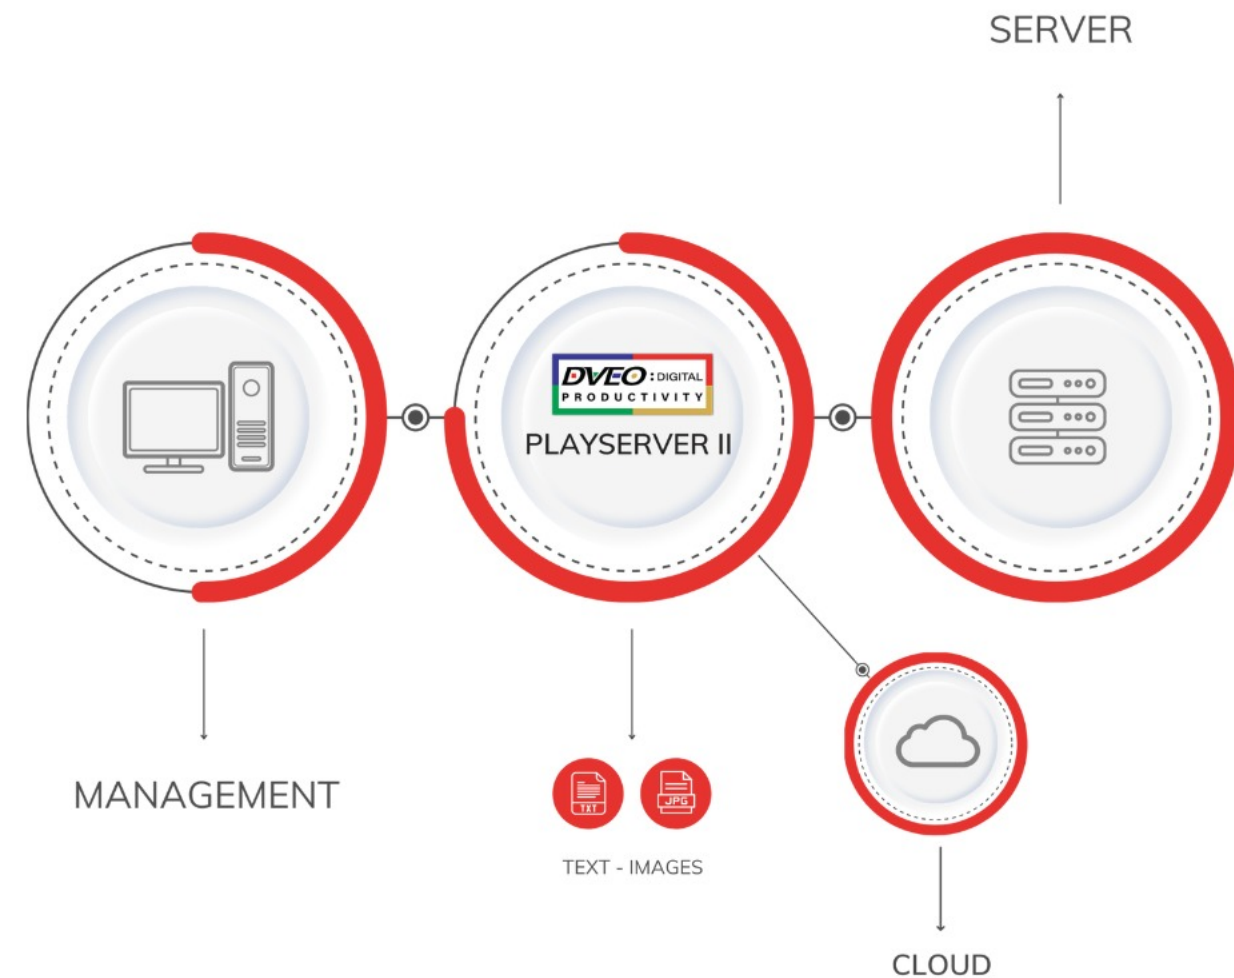 SERVER
DVEO : DIGITAL
PRODUCTIVITY
PLAYSERVER II
MANAGEMENT
TXT
JPG
TEXT - IMAGES
CLOUD